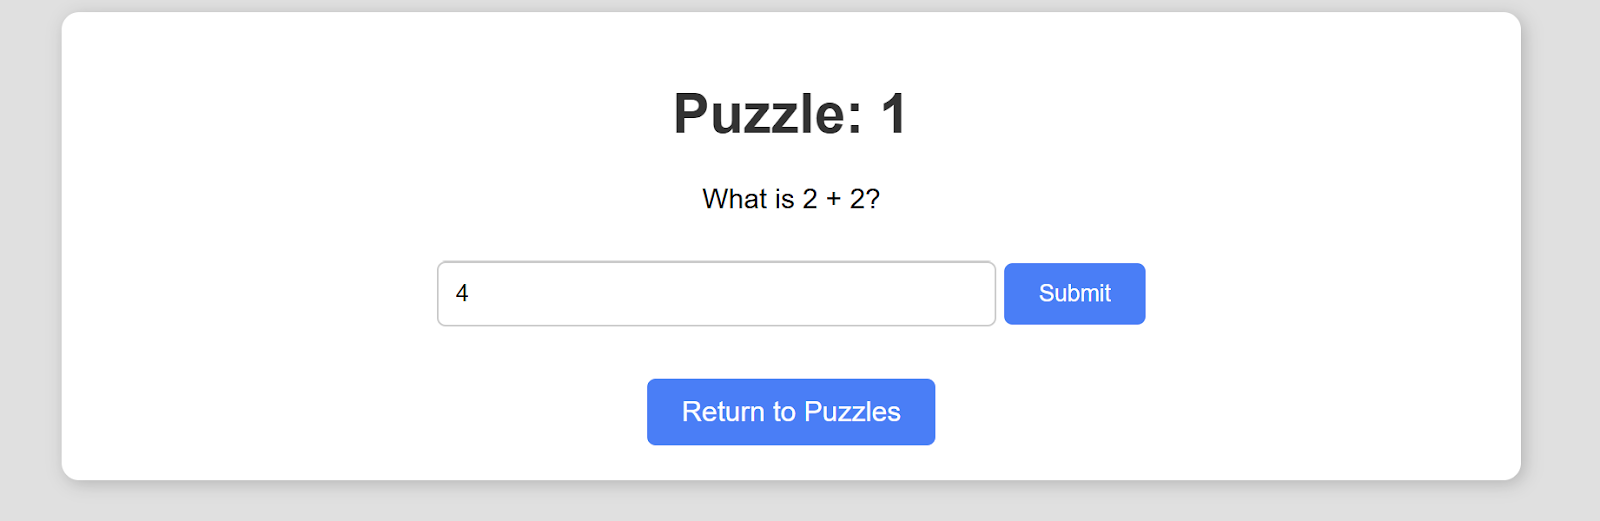 Puzzle: 1
What is 2 + 2?
4
Submit
Return to Puzzles